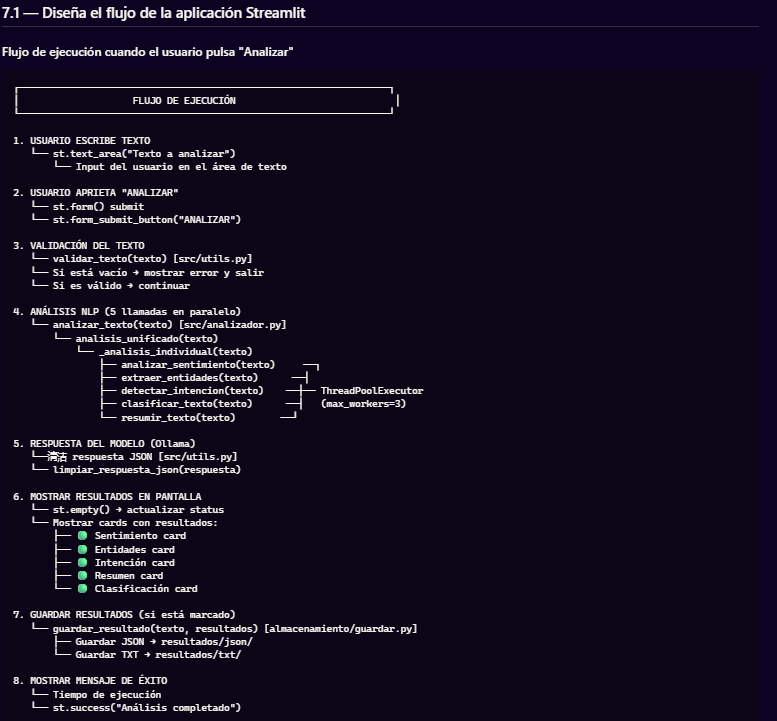 7.1 — Diseña el flujo de la aplicación Streamlit
Flujo de ejecución cuando el usuario pulsa "Analizar"
FLUJO DE EJECUCIÓN
1. USUARIO ESCRIBE TEXTO
└── st.text_area("Texto a analizar")
└── Input del usuario en el área de texto
2. USUARIO APRIETA "ANALIZAR"
└── st.form() submit
└── st.form_submit_button("ANALIZAR")
3. VALIDACIÓN DEL TEXTO
└── validar_texto(texto) [src/utils.py]
└── Si está vacío → mostrar error y salir
└── Si es válido → continuar
4. ANÁLISIS NLP (5 llamadas en paralelo)
└── analizar_texto(texto) [src/analizador.py]
└── analisis_unificado(texto)
└── _analisis_individual(texto)
├── analizar_sentimiento(texto) ──┐
├── extraer_entidades(texto) ──┤
├── detectar_intencion(texto) ──┼── ThreadPoolExecutor
├── clasificar_texto(texto) ──┤ (max_workers=3)
└── resumir_texto(texto) ──┘
5. RESPUESTA DEL MODELO (Ollama)
└──清洁 respuesta JSON [src/utils.py]
└── limpiar_respuesta_json(respuesta)
6. MOSTRAR RESULTADOS EN PANTALLA
└── st.empty() → actualizar status
└── Mostrar cards con resultados:
├── 🟢 Sentimiento card
├── 🟢 Entidades card
├── 🟢 Intención card
├── 🟢 Resumen card
└── 🟢 Clasificación card
7. GUARDAR RESULTADOS (si está marcado)
└── guardar_resultado(texto, resultados) [almacenamiento/guardar.py]
├── Guardar JSON → resultados/json/
└── Guardar TXT → resultados/txt/
8. MOSTRAR MENSAJE DE ÉXITO
└── Tiempo de ejecución
└── st.success("Análisis completado")